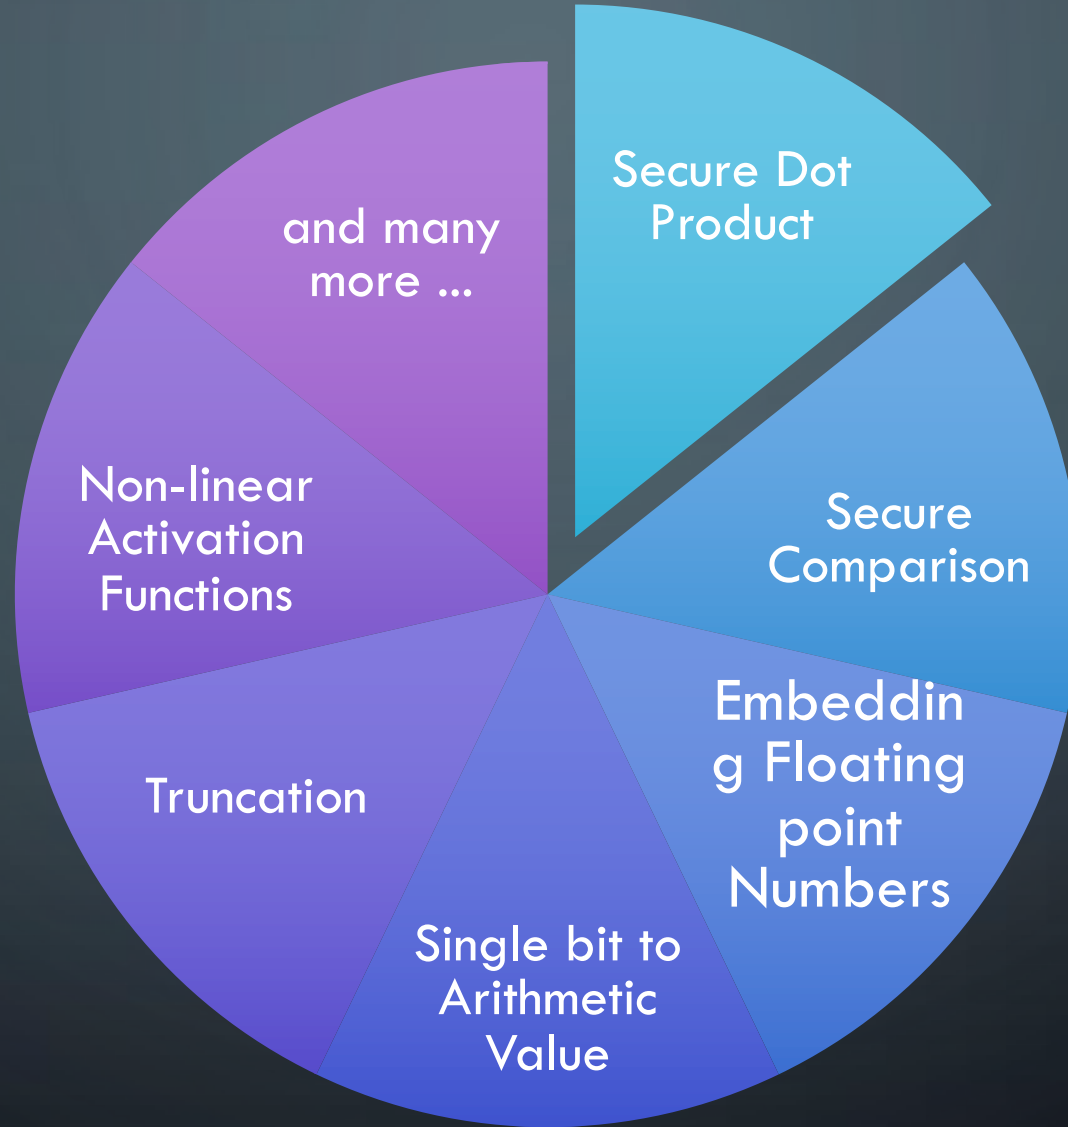 Secure Dot
Product
Secure
Comparison
Embeddin
g Floating
point
Numbers
Single bit to
Arithmetic
Value
Truncation
Non-linear
Activation
Functions
and many
more ...